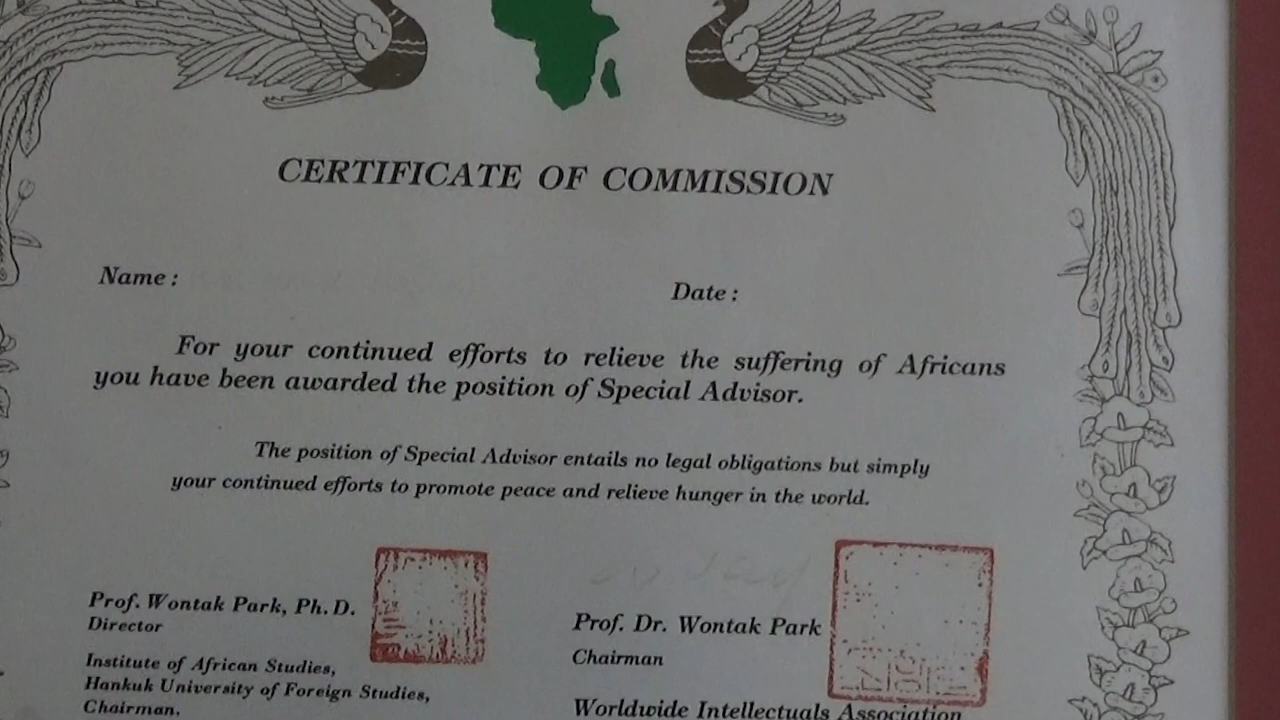 CERTIFICATE OF COMMISSION
Name :
Date :
For your continued efforts to relieve the suffering of Africans
you have been awarded the position of Special Advisor.
The position of Special Advisor entails no legal obligations but simply
your continued efforts to promote peace and relieve hunger in the world.
Prof. Wontak Park, Ph. D.
Director
Institute of African Studies,
Hankuk University of Foreign Studies,
Chairman.
Prof. Dr. Wontak Park
Chairman
Worldwide Intellectuals Association